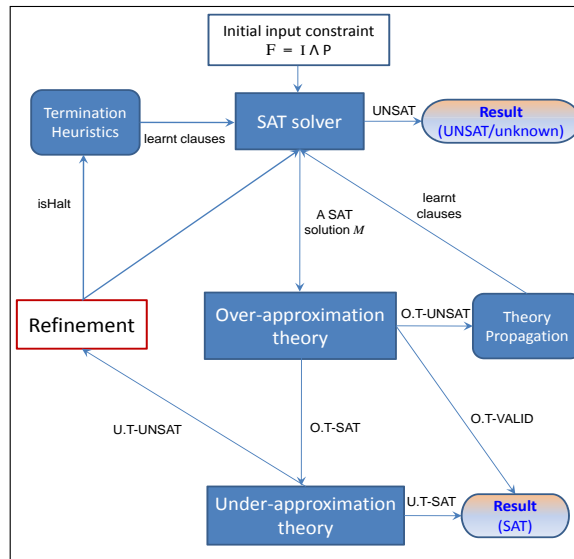 Initial input constraint
F = I Λ P
Termination
Heuristics
learnt clauses
SAT solver
UNSAT
Result
(UNSAT/unknown)
isHalt
A SAT
solution M
learnt
clauses
Refinement
Over-approximation
theory
O.T-UNSAT
Theory
Propagation
U.T-UNSAT
O.T-SAT
O.T-VALID
Under-approximation
theory
U.T-SAT
Result
(SAT)